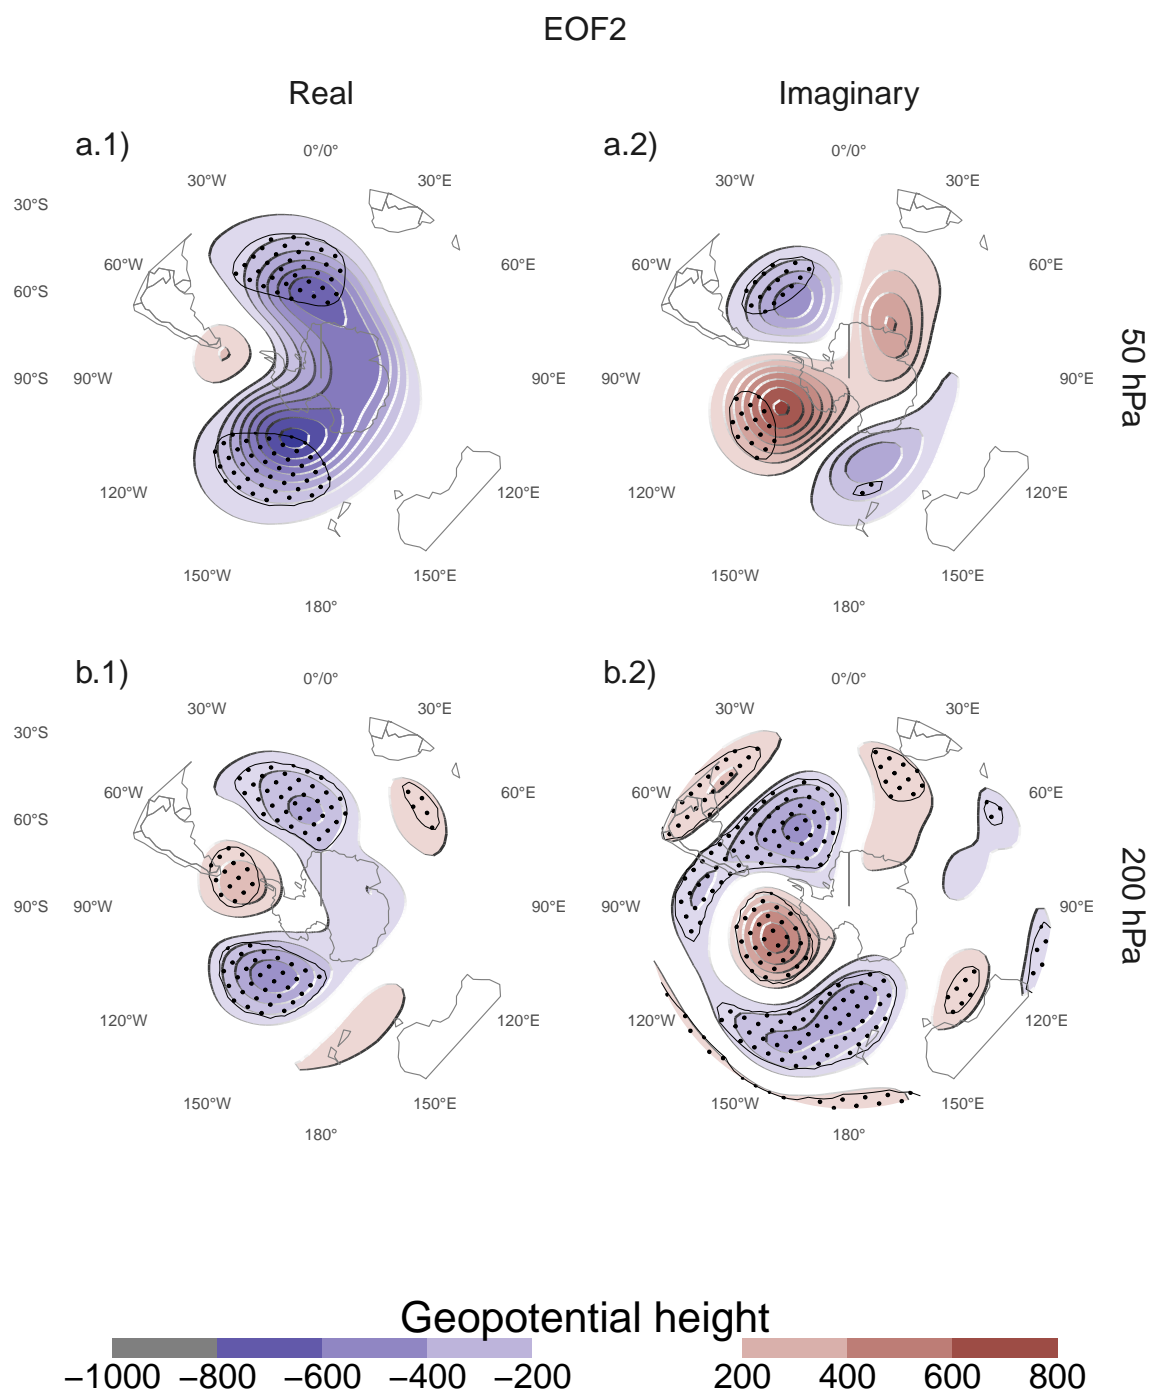 EOF2
Real Imaginary
a.1) a.2)
0°/0° 0°/0°
30°W 30°E 30°W 30°E
30°S
60°W 60°E 60°W 60°E
60°S
50 hPa
90°S 90°W 90°E 90°W 90°E
120°W 120°E 120°W 120°E
150°W 150°E 150°W 150°E
180° 180°
b.1) b.2)
0°/0° 0°/0°
30°W 30°E 30°W 30°E
30°S
60°W 60°E 60°W 60°E
60°S
200 hPa
90°S 90°W 90°E 90°W 90°E
120°W 120°E 120°W 120°E
150°W 150°E 150°W 150°E
180° 180°
Geopotential height
−1000 −800 −600 −400 −200 200 400 600 800